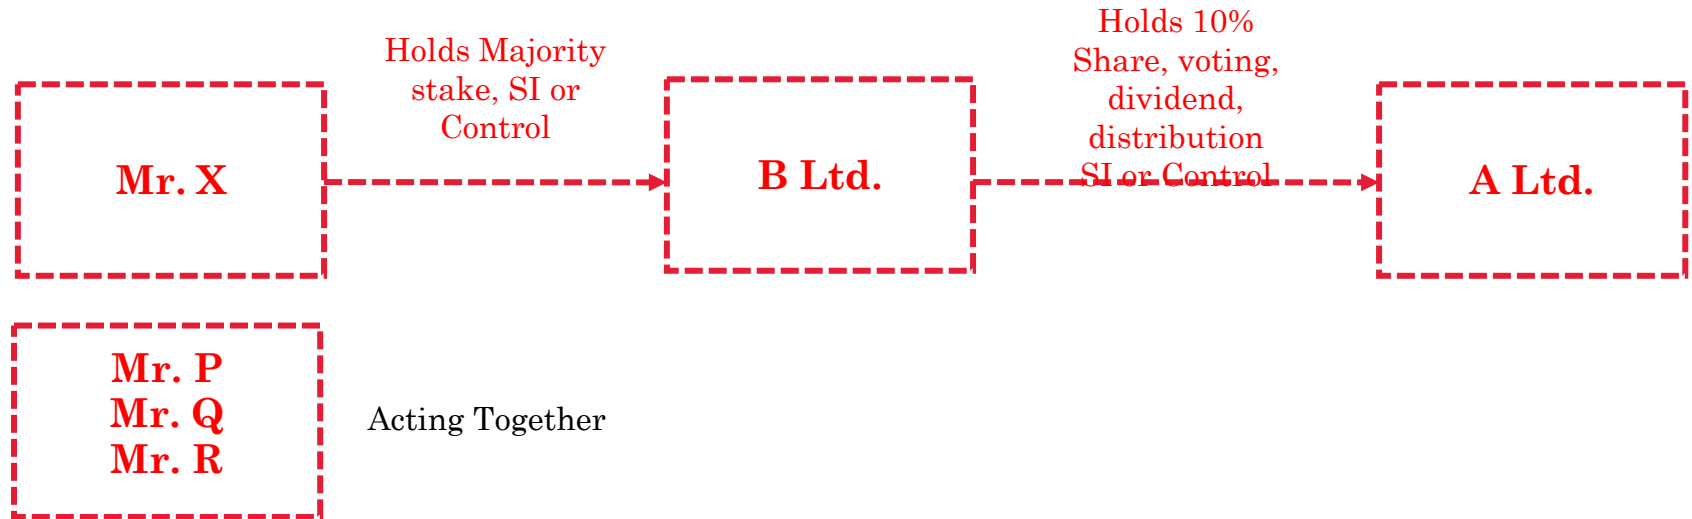 Mr. X
Holds Majority
stake, SI or
Control
B Ltd.
Holds 10%
Share, voting,
dividend,
distribution
SI or Control
A Ltd.
Mr. P
Mr. Q
Mr. R
Acting Together